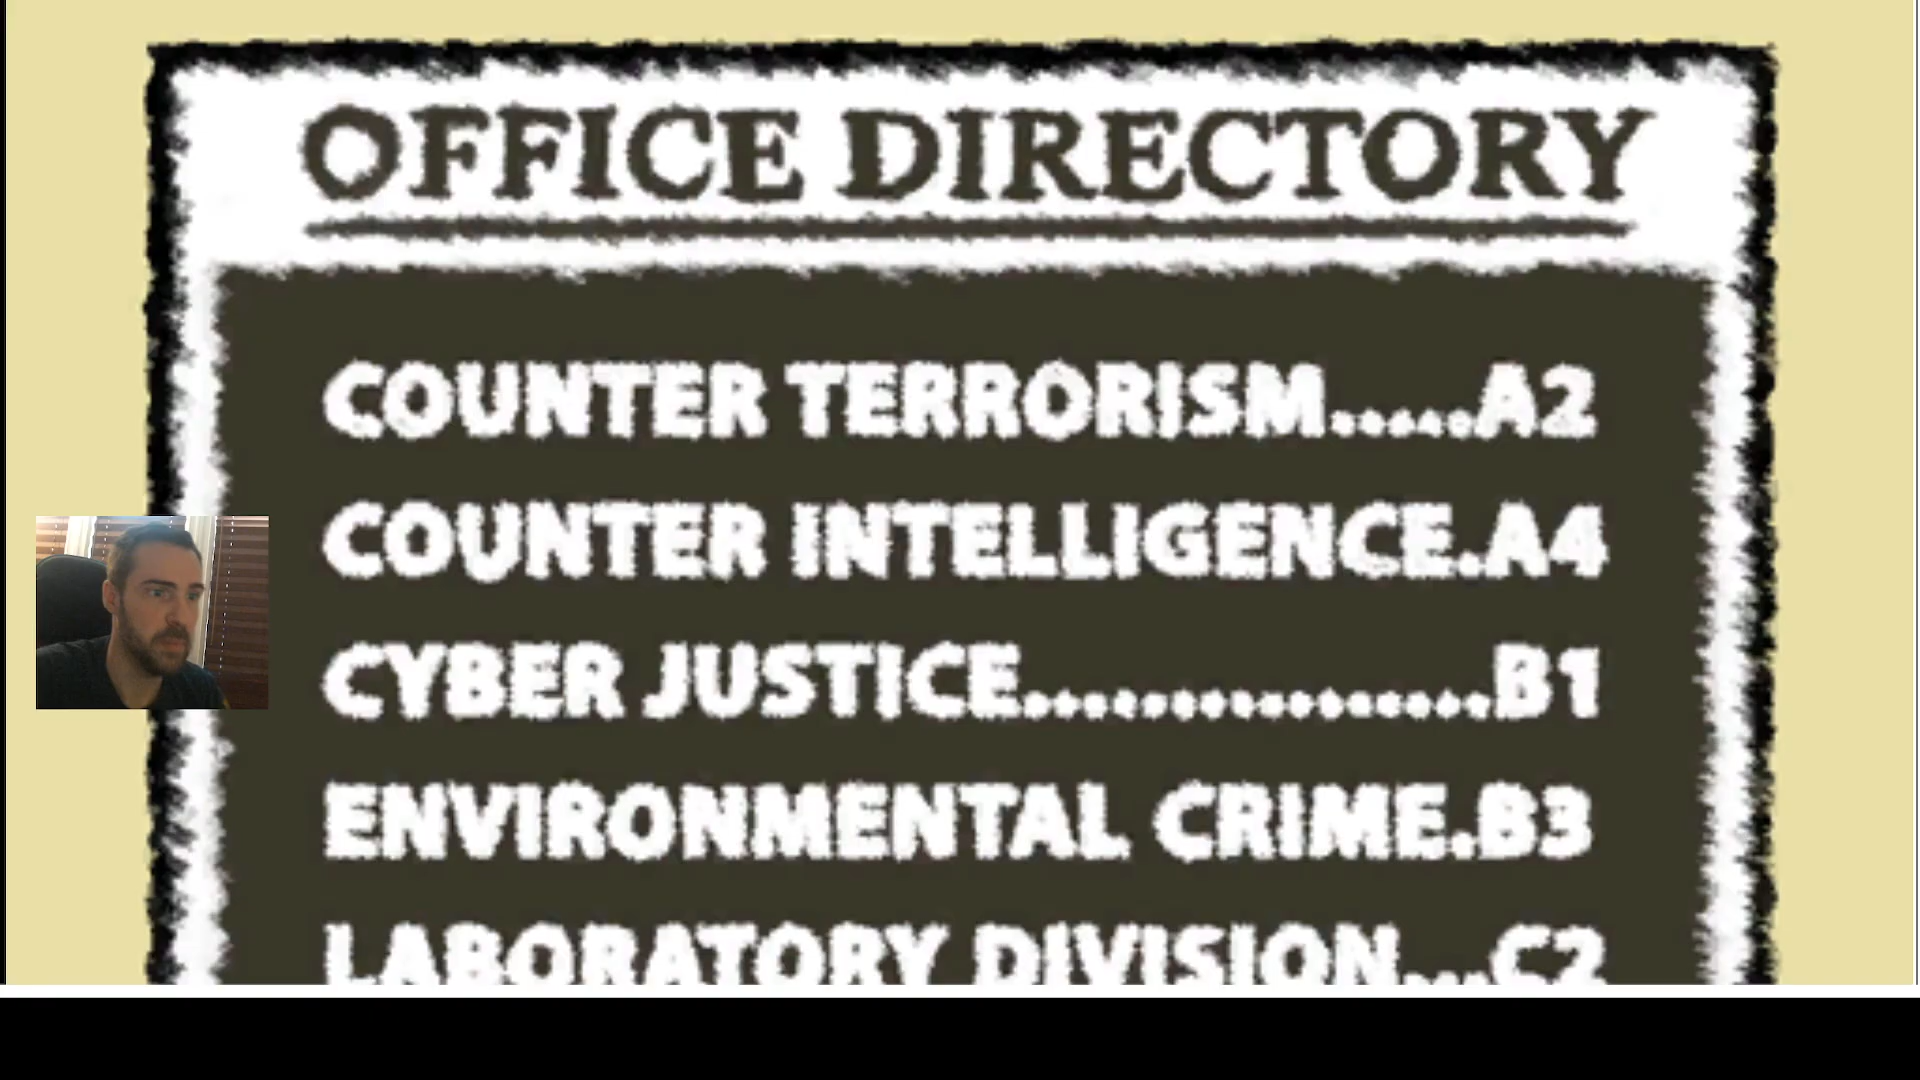 OFFICE DIRECTORY
COUNTER TERRORISM.....A2
COUNTER INTELLIGENCE.A4
CYBER JUSTICE................B1
ENVIRONMENTAL CRIME.B3
LABORATORY DIVISION...C2